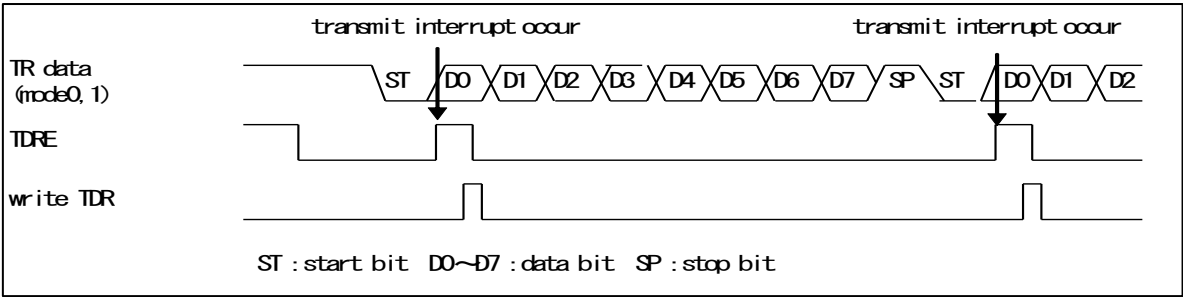 transmit interrupt occur transmit interrupt occur
TR data
(mode0, 1)
ST D0 D1 D2 D3 D4 D5 D6 D7 SP ST D0 D1 D2
TDRE
write TDR
ST : start bit D0～D7 : data bit SP : stop bit